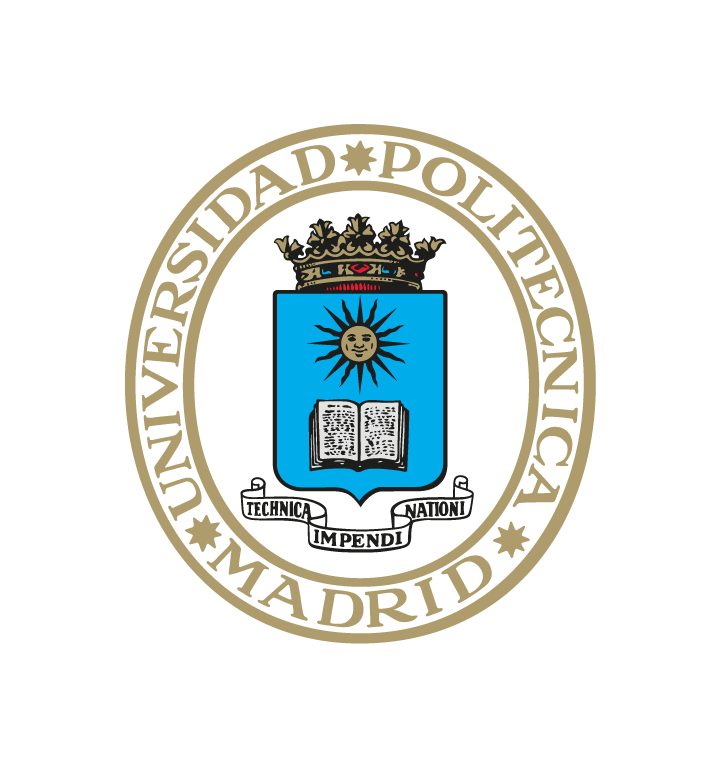 UNIVERSIDAD POLITECNICA
MADRID
TECHNICA
IMPENDI
NATIONI